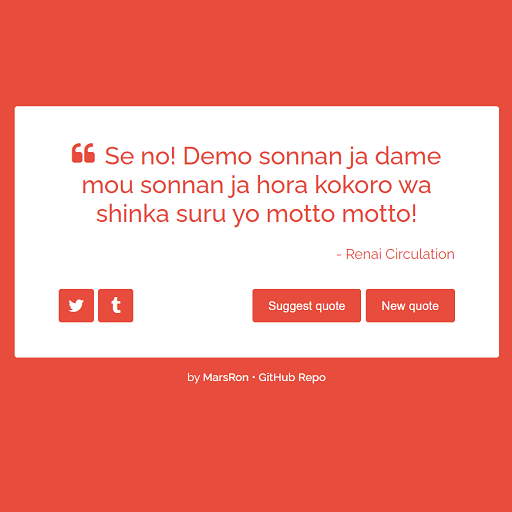 “ Se no! Demo sonnan ja dame
mou sonnan ja hora kokoro wa
shinka suru yo motto motto!
- Renai Circulation
Suggest quote
New quote
by MarsRon • GitHub Repo